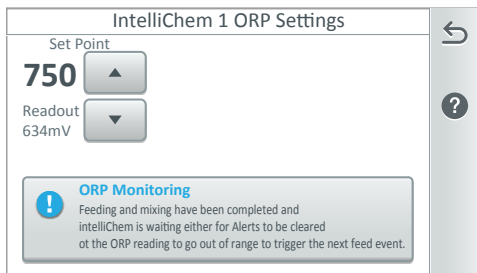 IntelliChem 1 ORP Settings
Set Point
750
Readout
634mV
ORP Monitoring
Feeding and mixing have been completed and
intelliChem is waiting either for Alerts to be cleared
ot the ORP reading to go out of range to trigger the next feed event.